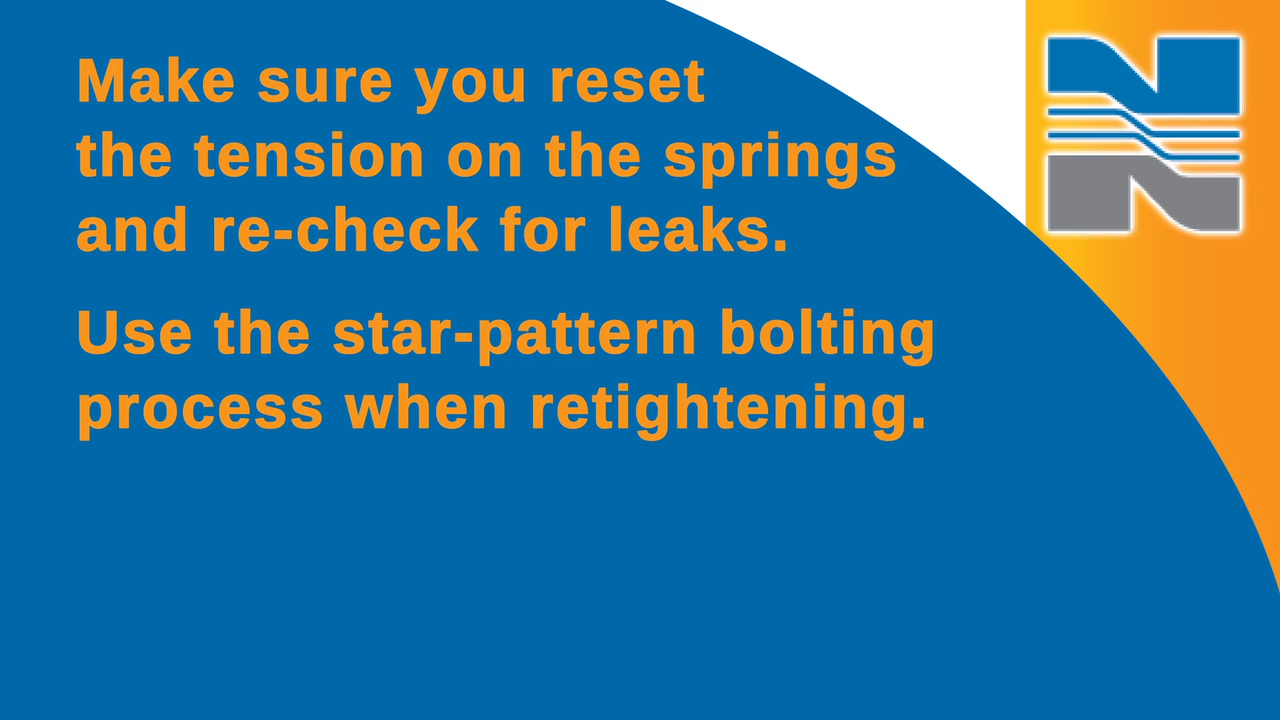 Make sure you reset
the tension on the springs
and re-check for leaks.
Use the star-pattern bolting
process when retightening.